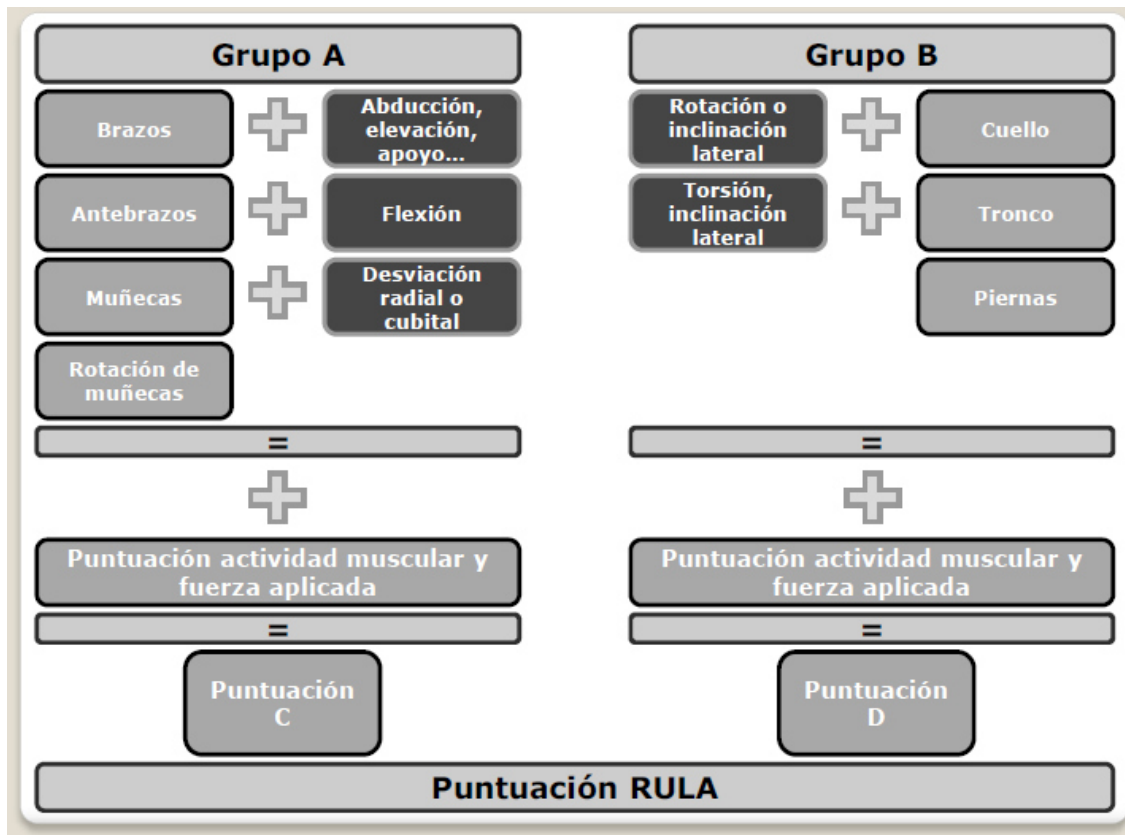 Grupo A
Brazos
Abducción,
elevación,
apoyo...
Antebrazos
Flexión
Muñecas
Desviación
radial o
cubital
Rotación de
muñecas
=
Puntuación actividad muscular y
fuerza aplicada
=
Puntuación
C
Grupo B
Rotación o
inclinación
lateral
Cuello
Torsión,
inclinación
lateral
Tronco
Piernas
=
Puntuación actividad muscular y
fuerza aplicada
=
Puntuación
D
Puntuación RULA